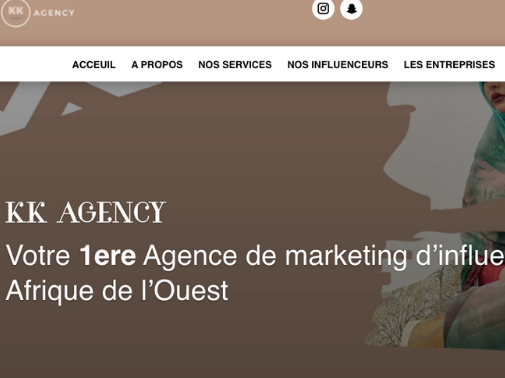 KK AGENCY
ACCEUIL A PROPOS NOS SERVICES NOS INFLUENCEURS LES ENTREPRISES
KK AGENCY
Votre 1ere Agence de marketing d’influe
Afrique de l’Ouest